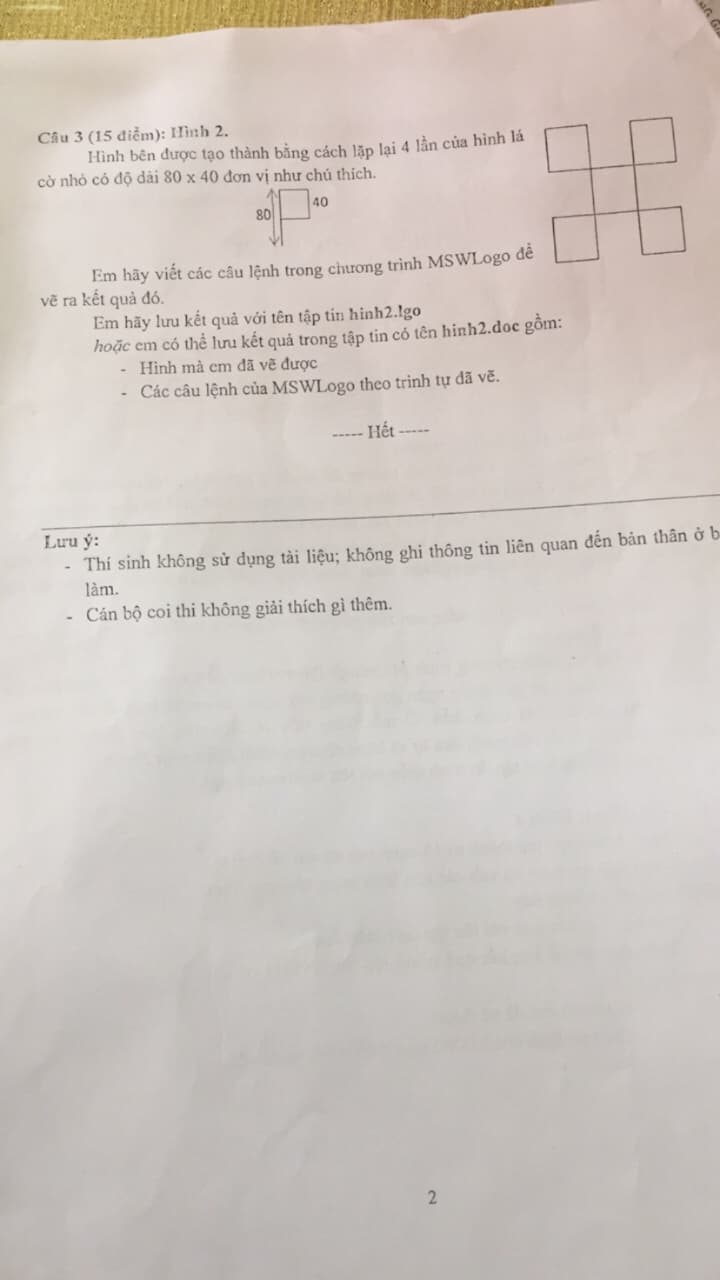 Câu 3 (15 điểm): Hình 2.
Hình bên được tạo thành bằng cách lặp lại 4 lần của hình lá
cờ nhỏ có độ dài 80 x 40 đơn vị như chú thích.
80
40
Em hãy viết các câu lệnh trong chương trình MSWLogo để
vẽ ra kết quả đó.
Em hãy lưu kết quả với tên tập tin hinh2.lgo
hoặc em có thể lưu kết quả trong tập tin có tên hinh2.doc gồm:
- Hình mà em đã vẽ được
- Các câu lệnh của MSWLogo theo trình tự đã vẽ.
----- Hết -----
Lưu ý:
- Thí sinh không sử dụng tài liệu; không ghi thông tin liên quan đến bản thân ở b
làm.
- Cán bộ coi thi không giải thích gì thêm.
2